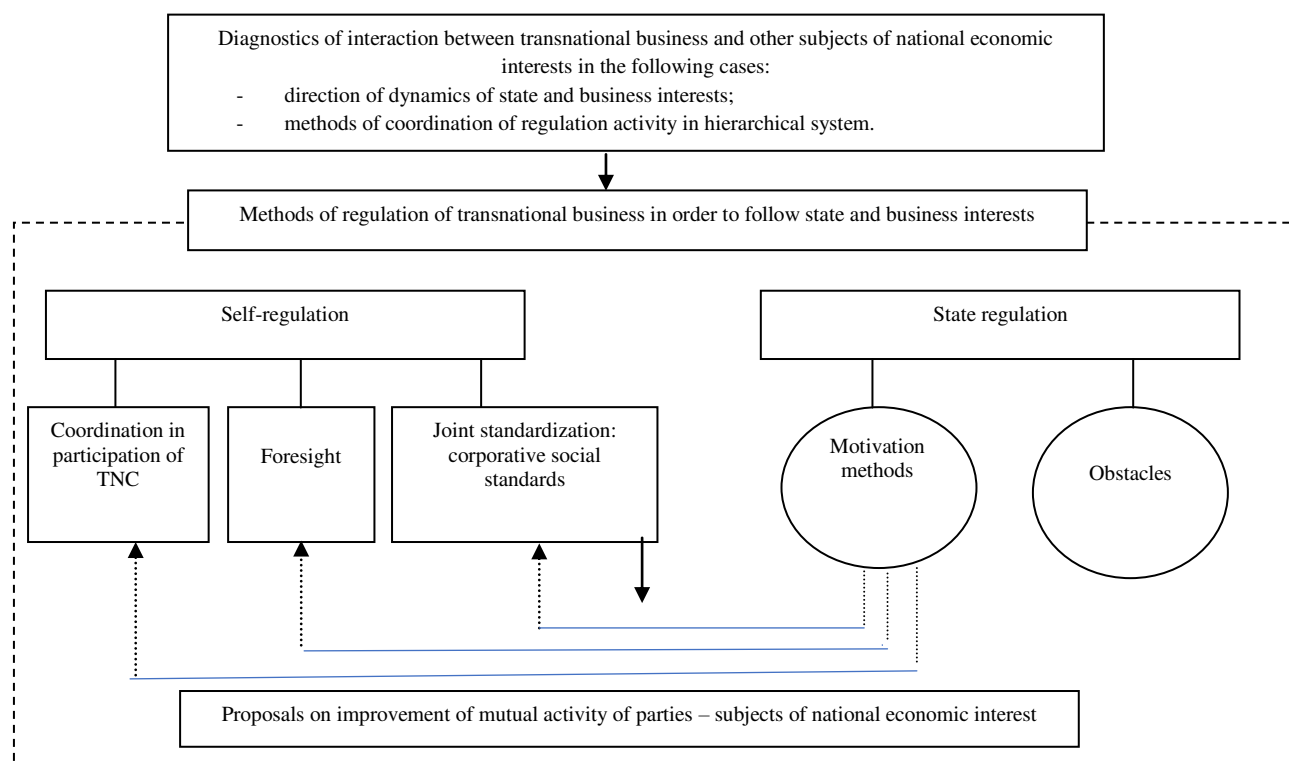 Diagnostics of interaction between transnational business and other subjects of national economic
interests in the following cases:
- direction of dynamics of state and business interests;
- methods of coordination of regulation activity in hierarchical system.
Methods of regulation of transnational business in order to follow state and business interests
Self-regulation
State regulation
Coordination in
participation of
TNC
Foresight
Joint standardization:
corporative social
standards
Motivation
methods
Obstacles
Proposals on improvement of mutual activity of parties – subjects of national economic interest